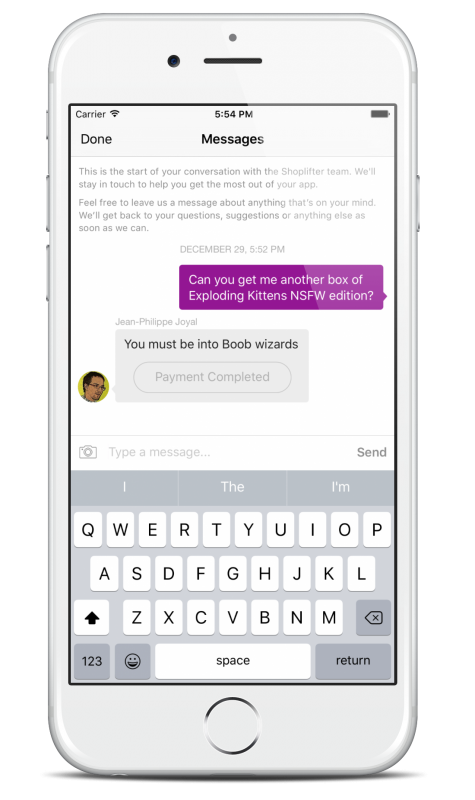 Carrier 5:54 PM
Done Messages
This is the start of your conversation with the Shoplifter team. We'll
stay in touch to help you get the most out of your app.
Feel free to leave us a message about anything that's on your mind.
We'll get back to your questions, suggestions or anything else as
soon as we can.
DECEMBER 29, 5:52 PM
Can you get me another box of
Exploding Kittens NSFW edition?
Jean-Philippe Joyal
You must be into Boob wizards
Payment Completed
Type a message... Send
I The I'm
Q W E R T Y U I O P
A S D F G H J K L
Z X C V B N M
123 space return